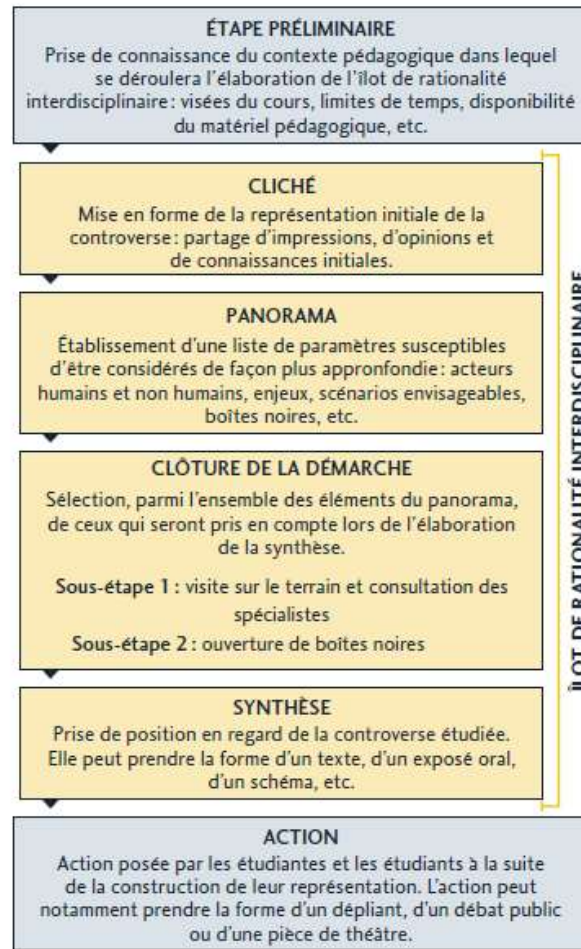 ÉTAPE PRÉLIMINAIRE
Prise de connaissance du contexte pédagogique dans lequel
se déroulera l'élaboration de l'îlot de rationalité
interdisciplinaire : visées du cours, limites de temps, disponibilité
du matériel pédagogique, etc.
CLICHÉ
Mise en forme de la représentation initiale de la
controverse : partage d'impressions, d'opinions et
de connaissances initiales.
PANORAMA
Établissement d'une liste de paramètres susceptibles
d'être considérés de façon plus approfondie : acteurs
humains et non humains, enjeux, scénarios envisageables,
boîtes noires, etc.
CLÔTURE DE LA DÉMARCHE
Sélection, parmi l'ensemble des éléments du panorama,
de ceux qui seront pris en compte lors de l'élaboration
de la synthèse.
Sous-étape 1 : visite sur le terrain et consultation des
spécialistes
Sous-étape 2 : ouverture de boîtes noires
SYNTHÈSE
Prise de position en regard de la controverse étudiée.
Elle peut prendre la forme d'un texte, d'un exposé oral,
d'un schéma, etc.
ÎLOT DE RATIONALITÉ INTERDISCIPLINAIRE
ACTION
Action posée par les étudiantes et les étudiants à la suite
de la construction de leur représentation. L'action peut
notamment prendre la forme d'un dépliant, d'un débat public
ou d'une pièce de théâtre.